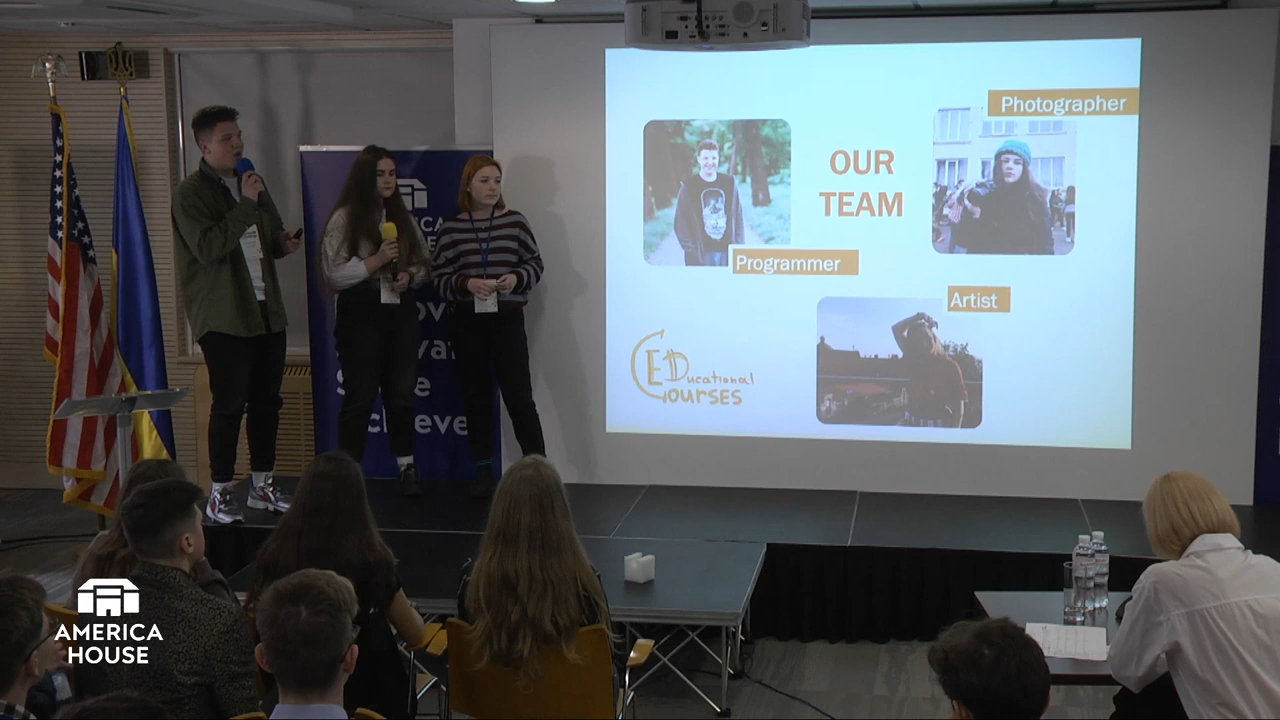 Photographer
OUR
TEAM
Programmer
Artist
EDucational
Courses
AMERICA
HOUSE